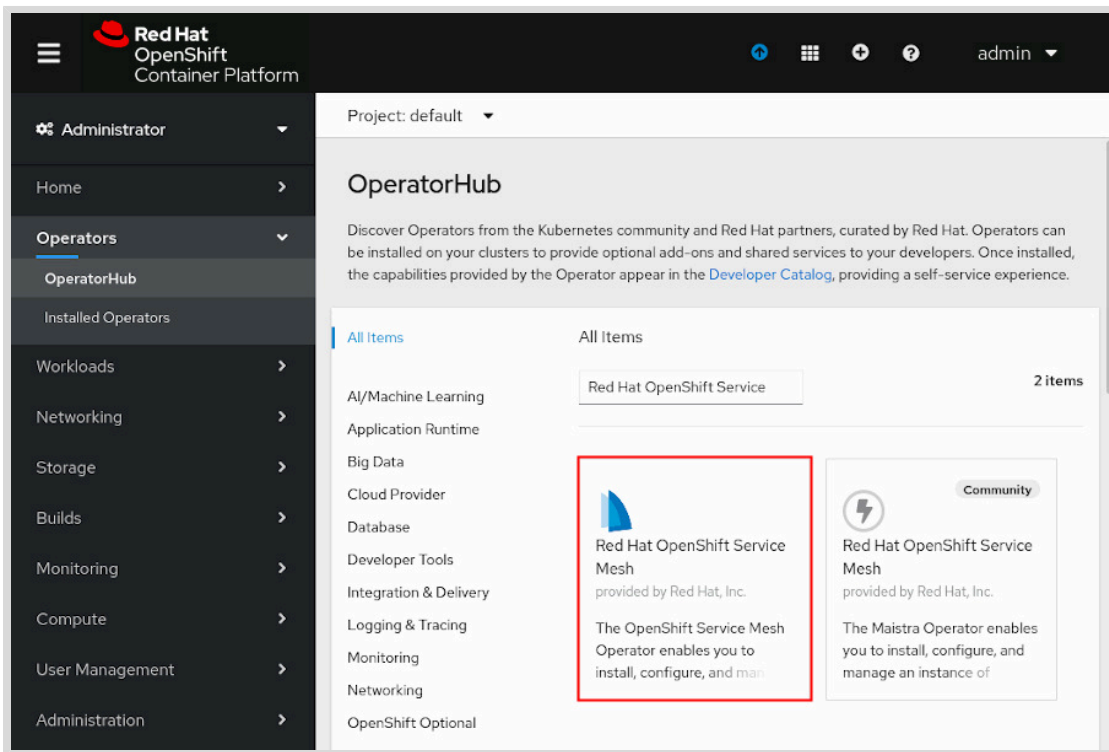 Red Hat
OpenShift
Container Platform
admin
Administrator
Home
Operators
OperatorHub
Installed Operators
Workloads
Networking
Storage
Builds
Monitoring
Compute
User Management
Administration
Project: default
OperatorHub
Discover Operators from the Kubernetes community and Red Hat partners, curated by Red Hat. Operators can
be installed on your clusters to provide optional add-ons and shared services to your developers. Once installed,
the capabilities provided by the Operator appear in the Developer Catalog, providing a self-service experience.
All Items
AI/Machine Learning
Application Runtime
Big Data
Cloud Provider
Database
Developer Tools
Integration & Delivery
Logging & Tracing
Monitoring
Networking
OpenShift Optional
All Items
Red Hat OpenShift Service
2 items
Red Hat OpenShift Service
Mesh
provided by Red Hat, Inc.
The OpenShift Service Mesh
Operator enables you to
install, configure, and man
Community
Red Hat OpenShift Service
Mesh
provided by Red Hat, Inc.
The Maistra Operator enables
you to install, configure, and
manage an instance of